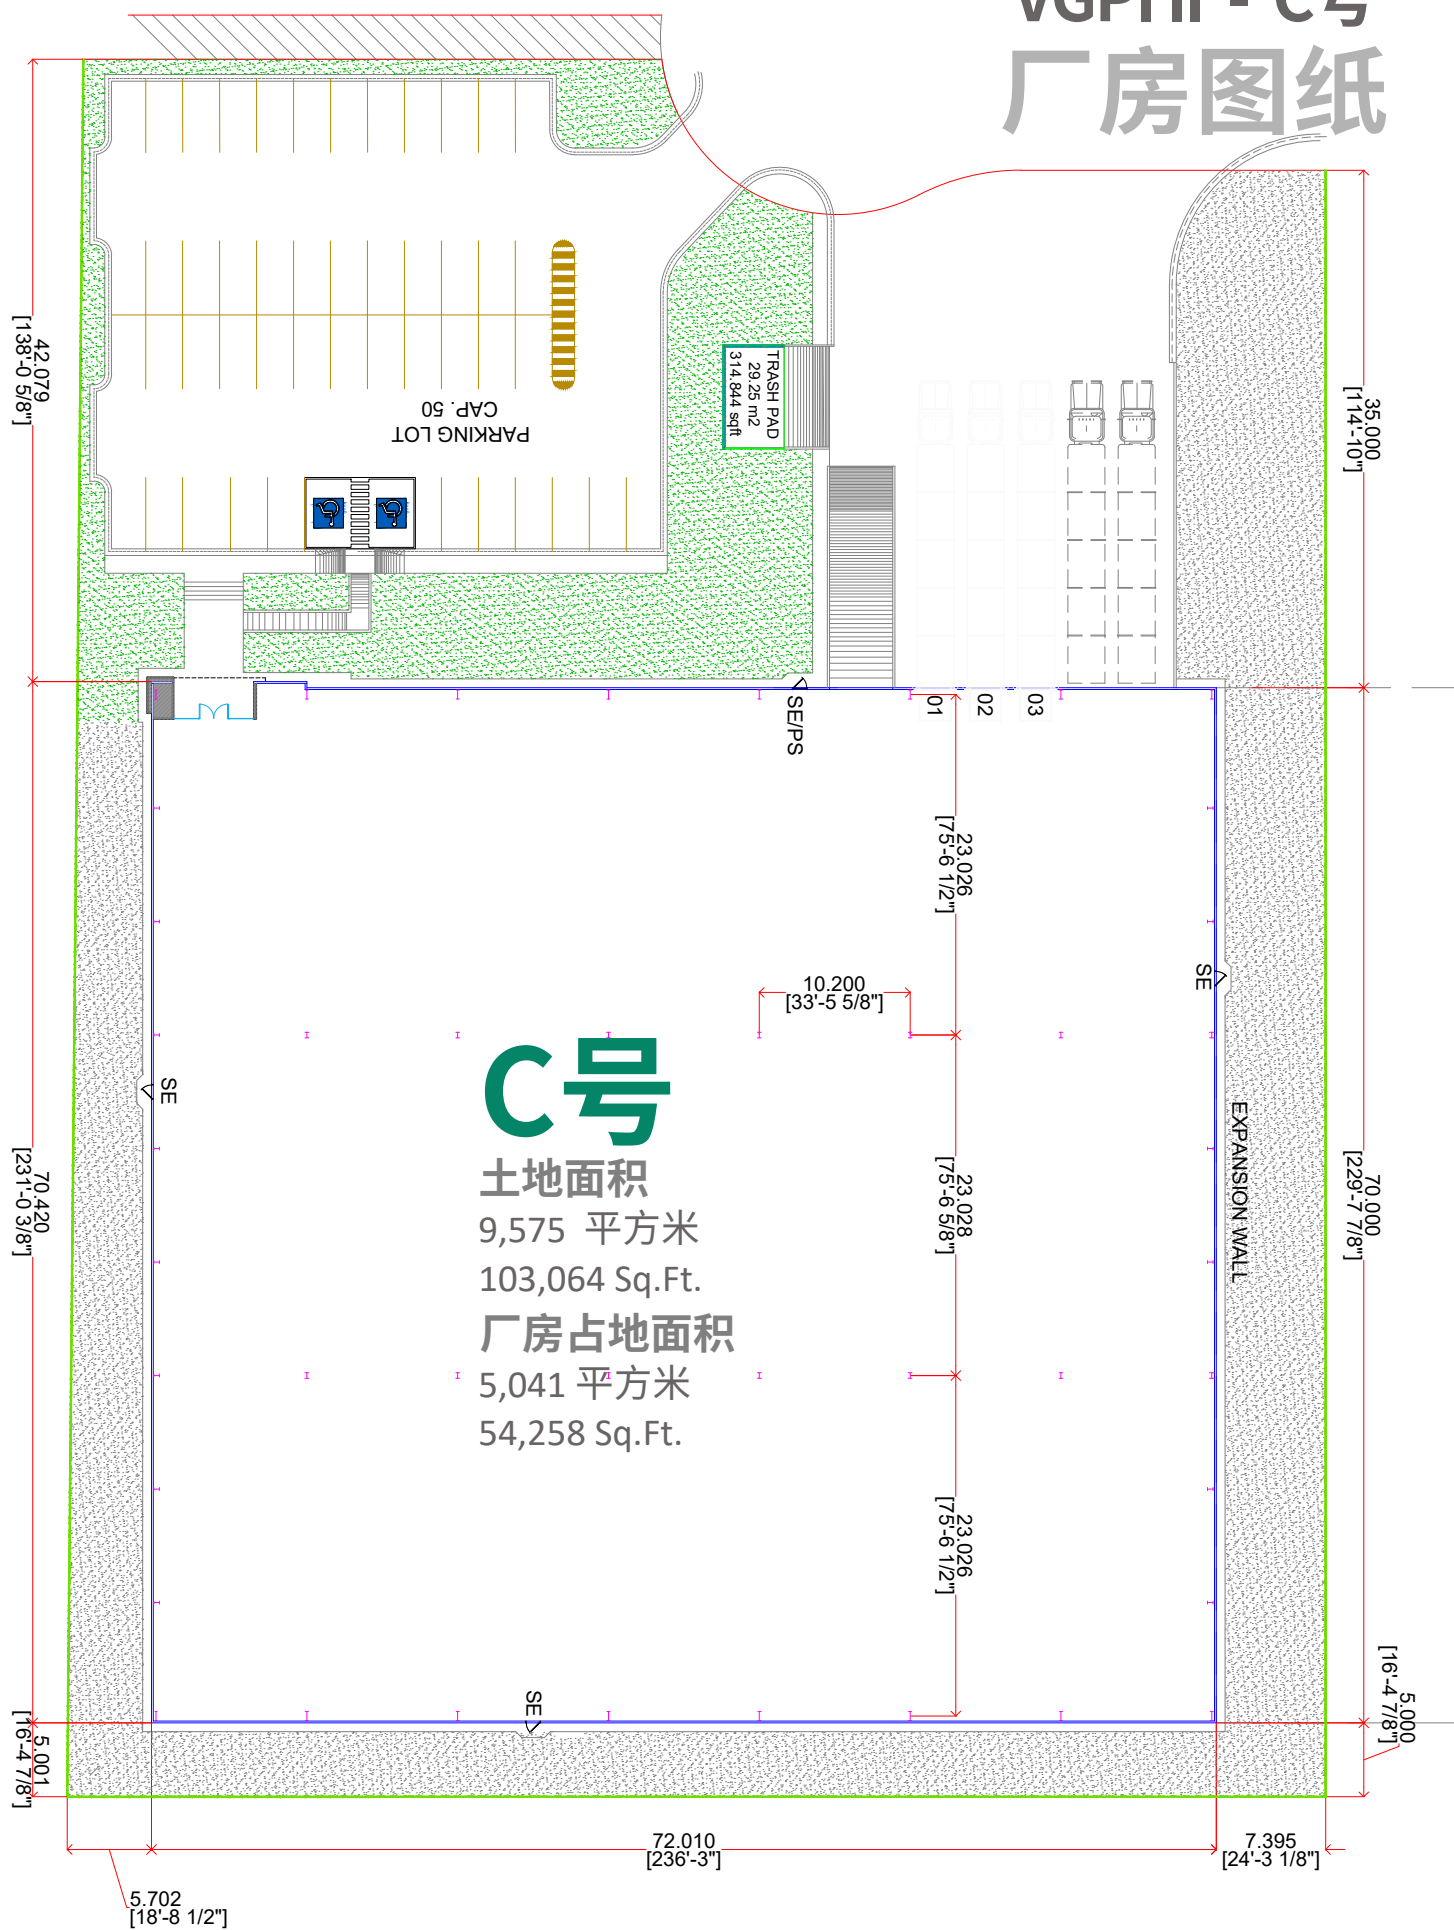 C号
厂房图纸
42.079
[138'-0 5/8"]
PARKING LOT
CAP. 50
TRASH PAD
29.25 m2
314.844 sqft
35.000
[114'-10"]
SE/PS
01
02
03
23.026
[75'-6 1/2"]
10.200
[33'-5 5/8"]
SE
SE
EXPANSION WALL
C号
土地面积
9,575 平方米
103,064 Sq.Ft.
厂房占地面积
5,041 平方米
54,258 Sq.Ft.
23.028
[75'-6 5/8"]
70.420
[231'-0 3/8"]
70.000
[229'-7 7/8"]
23.026
[75'-6 1/2"]
SE
5.000
[16'-4 7/8"]
5.001
[16'-4 7/8"]
72.010
[236'-3"]
7.395
[24'-3 1/8"]
5.702
[18'-8 1/2"]